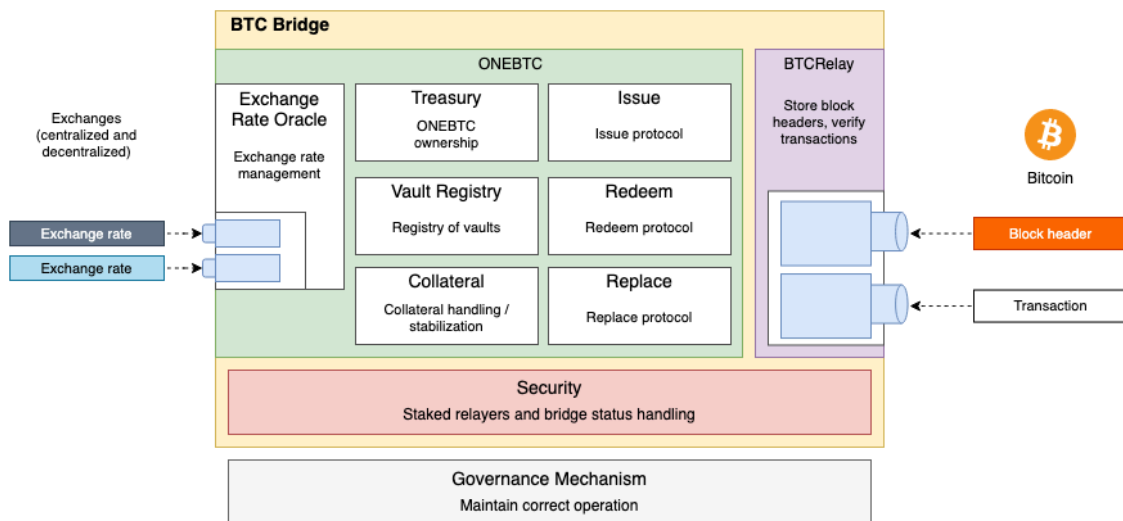 BTC Bridge
ONEBTC
BTCRelay
Exchanges
(centralized and
decentralized)
Exchange
Rate Oracle
Exchange rate
management
Treasury
ONEBTC
ownership
Issue
Issue protocol
Store block
headers, verify
transactions
Bitcoin
Vault Registry
Registry of vaults
Redeem
Redeem protocol
Exchange rate
Exchange rate
Block header
Collateral
Collateral handling /
stabilization
Replace
Replace protocol
Transaction
Security
Staked relayers and bridge status handling
Governance Mechanism
Maintain correct operation